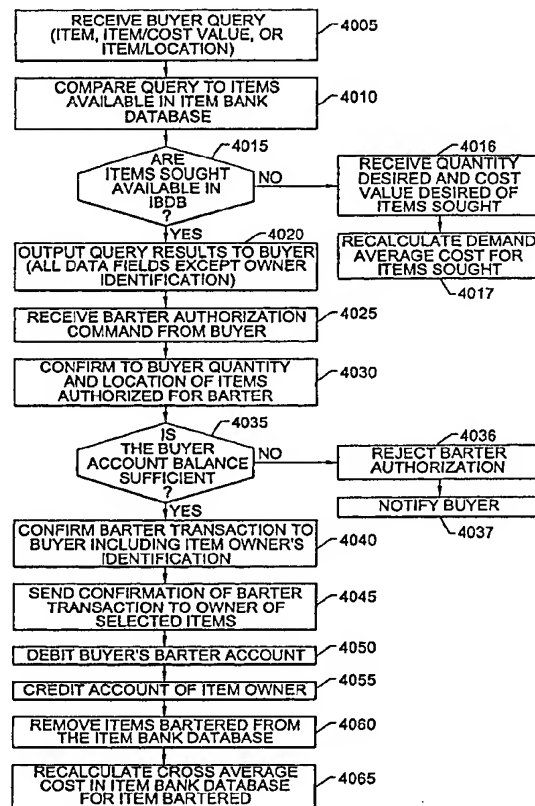 RECEIVE BUYER QUERY
(ITEM, ITEM/COST VALUE, OR
ITEM/LOCATION)
4005
COMPARE QUERY TO ITEMS
AVAILABLE IN ITEM BANK
DATABASE
4010
4015
ARE
ITEMS SOUGHT
AVAILABLE IN
IBDB
?
NO
YES
4016
RECEIVE QUANTITY
DESIRED AND COST
VALUE DESIRED OF
ITEMS SOUGHT
RECALCULATE DEMAND
AVERAGE COST FOR
ITEMS SOUGHT
4017
4020
OUTPUT QUERY RESULTS TO BUYER
(ALL DATA FIELDS EXCEPT OWNER
IDENTIFICATION)
RECEIVE BARTER AUTHORIZATION
COMMAND FROM BUYER
4025
CONFIRM TO BUYER QUANTITY
AND LOCATION OF ITEMS
AUTHORIZED FOR BARTER
4030
4035
IS
THE BUYER
ACCOUNT BALANCE
SUFFICIENT
?
NO
YES
4036
REJECT BARTER
AUTHORIZATION
NOTIFY BUYER
4037
CONFIRM BARTER TRANSACTION TO
BUYER INCLUDING ITEM OWNER'S
IDENTIFICATION
4040
SEND CONFIRMATION OF BARTER
TRANSACTION TO OWNER OF
SELECTED ITEMS
4045
DEBIT BUYER'S BARTER ACCOUNT
4050
CREDIT ACCOUNT OF ITEM OWNER
4055
REMOVE ITEMS BARTERED FROM
THE ITEM BANK DATABASE
4060
RECALCULATE CROSS AVERAGE
COST IN ITEM BANK DATABASE
FOR ITEM BARTERED
4065